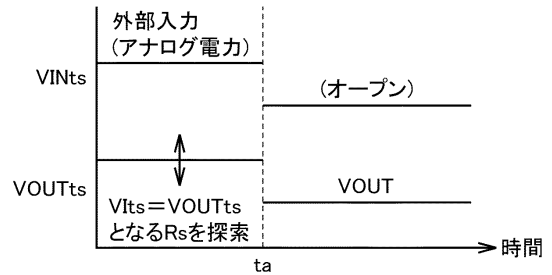 外部入力
(アナログ電力)
VINts
(オープン)
VOUTts
VOUT
VIts=VOUTts
となるRsを探索
時間
ta